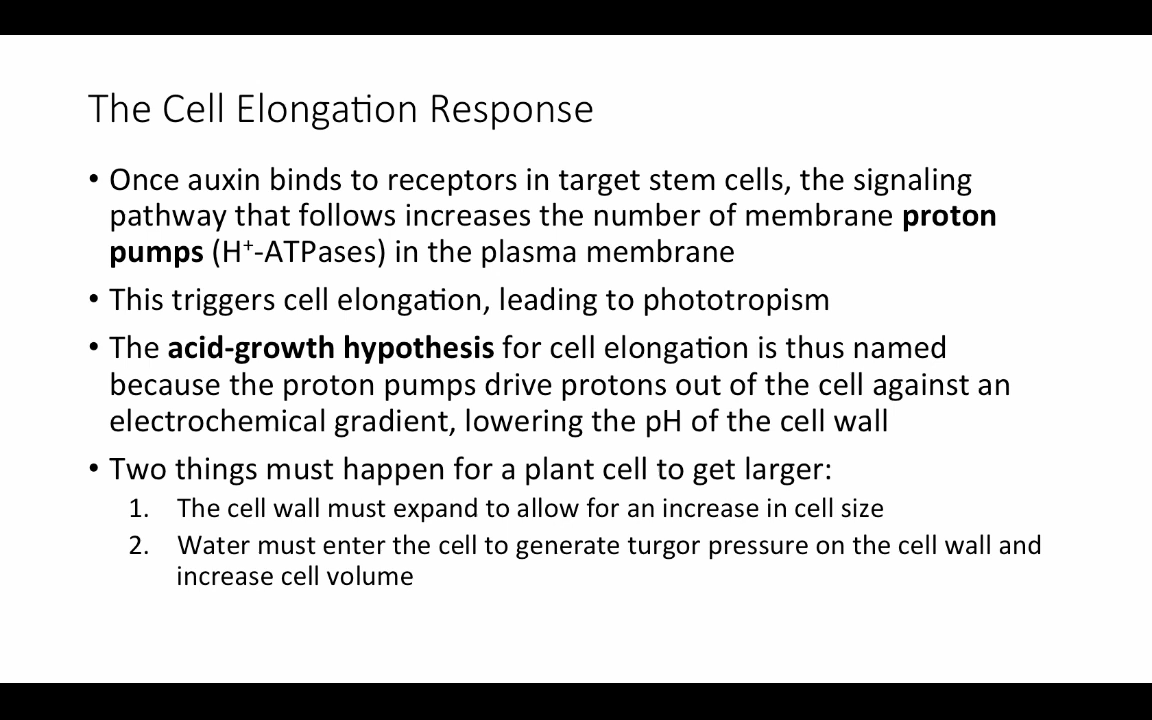 The Cell Elongation Response
• Once auxin binds to receptors in target stem cells, the signaling
pathway that follows increases the number of membrane proton
pumps (H⁺-ATPases) in the plasma membrane
• This triggers cell elongation, leading to phototropism
• The acid-growth hypothesis for cell elongation is thus named
because the proton pumps drive protons out of the cell against an
electrochemical gradient, lowering the pH of the cell wall
• Two things must happen for a plant cell to get larger:
1. The cell wall must expand to allow for an increase in cell size
2. Water must enter the cell to generate turgor pressure on the cell wall and
increase cell volume